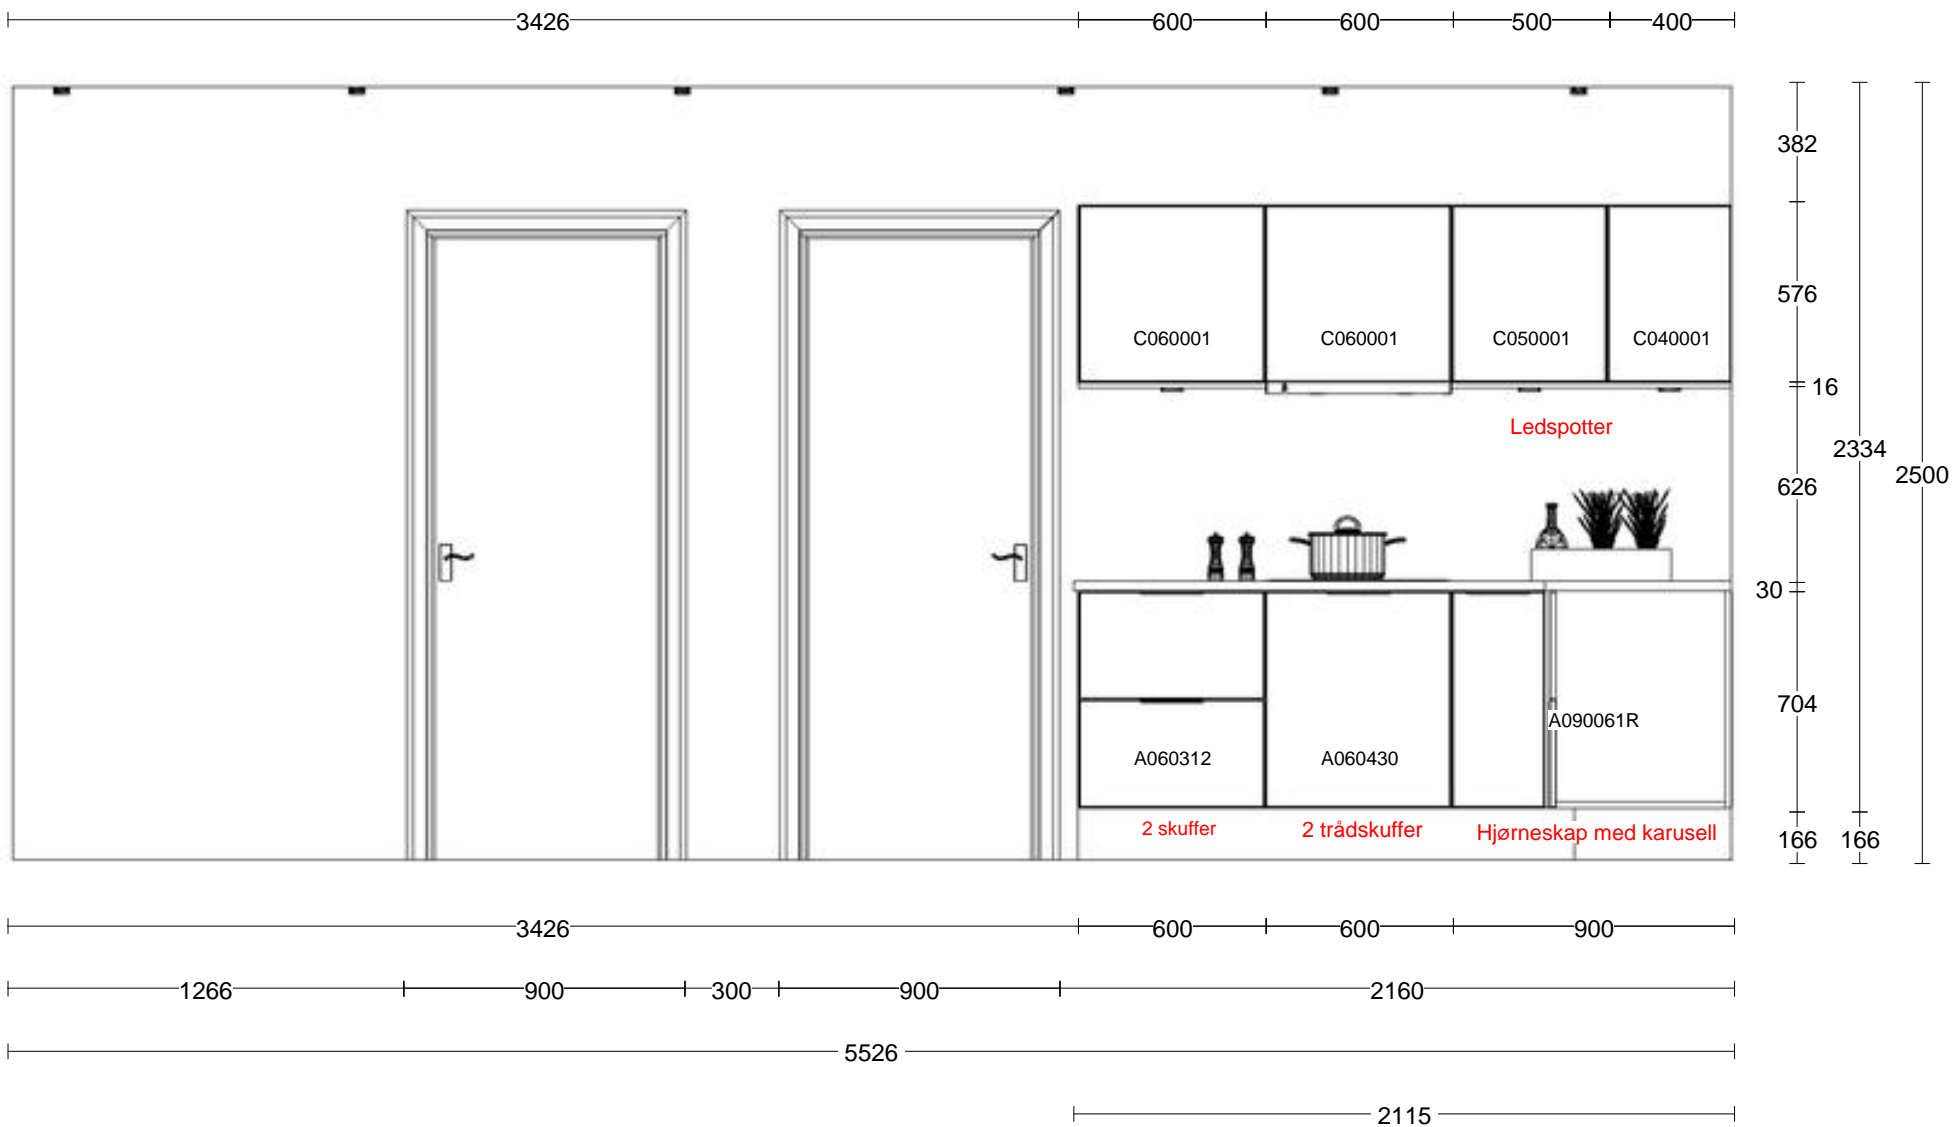 3426 600 600 500 400
382
576
C060001 C060001 C050001 C040001
16
Ledspotter
2334
2500
626
30
704
A090061R
A060312 A060430
2 skuffer 2 trådskuffer Hjørneskap med karusell
166 166
3426 600 600 900
1266 900 300 900 2160
5526
2115